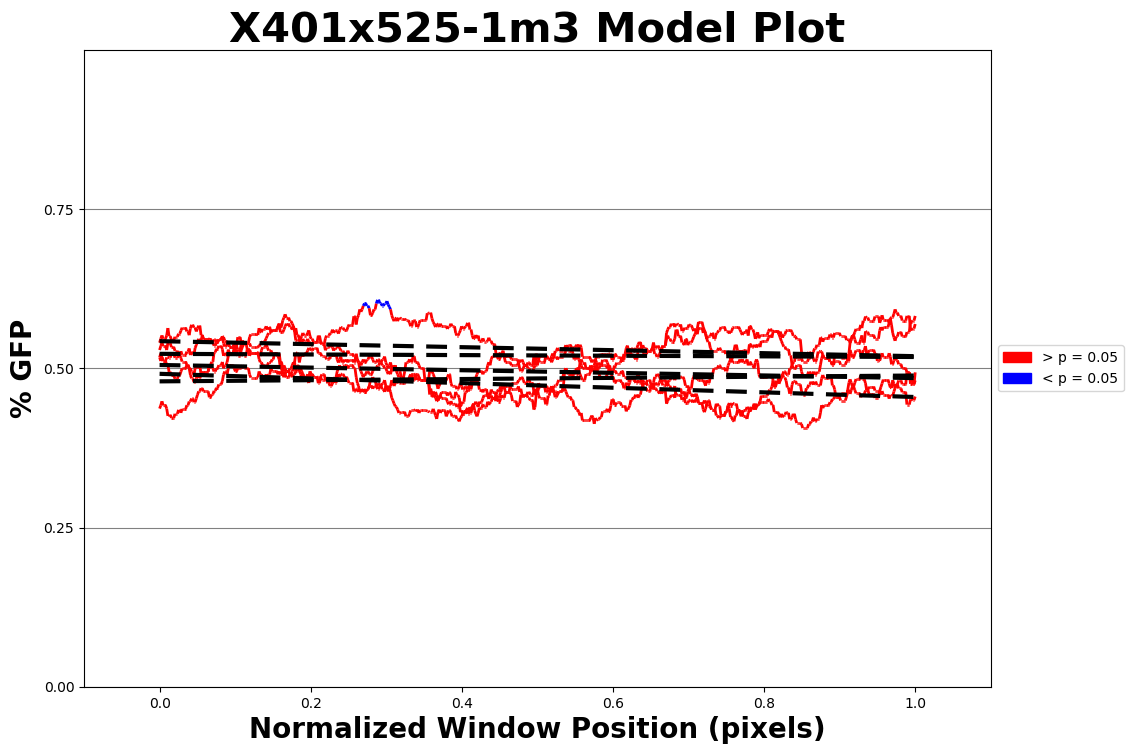 X401x525-1m3 Model Plot
% GFP
0.75
0.50
0.25
0.00
0.0 0.2 0.4 0.6 0.8 1.0
Normalized Window Position (pixels)
> p = 0.05
< p = 0.05